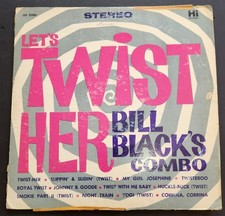 STEREO
Hi
LET'S
TWIST
HER
BILL
BLACK'S
COMBO
TWIST-HER • SLIPPIN' & SLIDIN' (TWIST) • MY GIRL JOSEPHINE • TWISTEROO
ROYAL TWIST • JOHNNY B. GOODE • TWIST WITH ME BABY • HUCKLE-BUCK (TWIST)
SMOKIE PART II (TWIST) • NIGHT TRAIN • YOGI (TWIST) • CORRINA, CORRINA